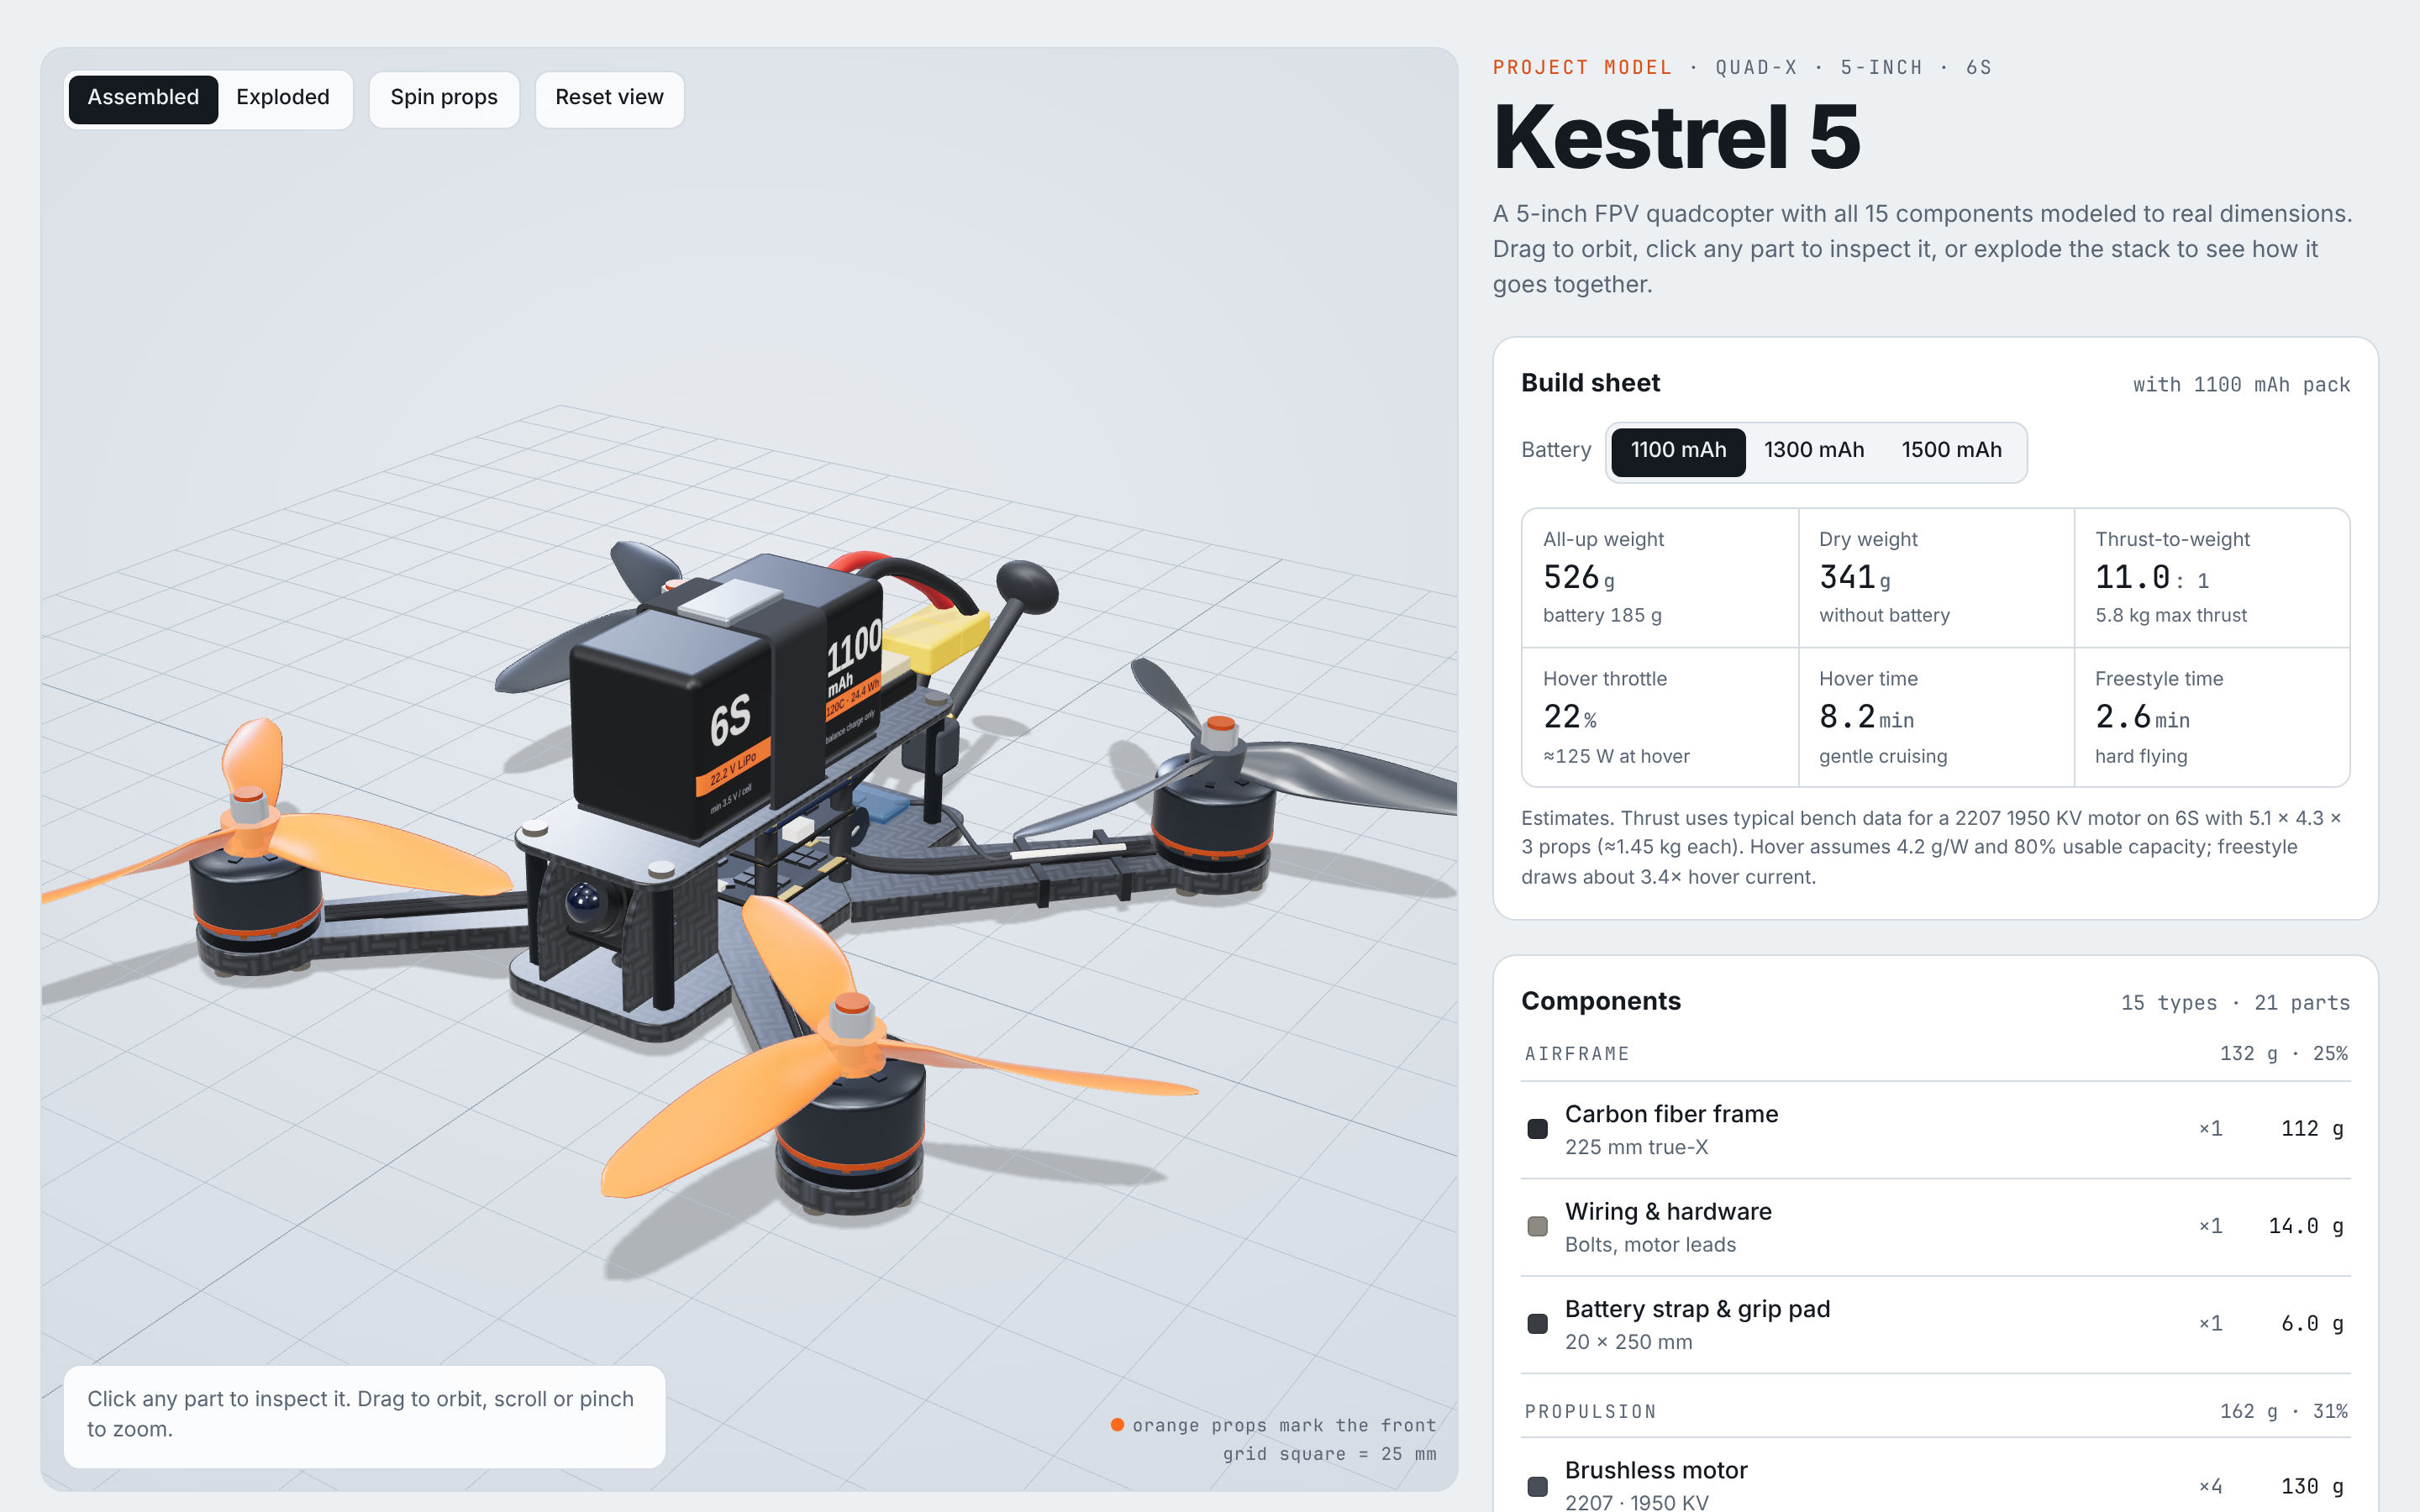 Assembled
Exploded
Spin props
Reset view
6S
22.2 V LiPo
min 3.5 V / cell
1100
mAh
120C · 24.4 Wh
balance charge only
Click any part to inspect it. Drag to orbit, scroll or pinch
to zoom.
orange props mark the front
grid square = 25 mm
PROJECT MODEL · QUAD-X · 5-INCH · 6S
Kestrel 5
A 5-inch FPV quadcopter with all 15 components modeled to real dimensions.
Drag to orbit, click any part to inspect it, or explode the stack to see how it
goes together.
Build sheet
with 1100 mAh pack
Battery
1100 mAh
1300 mAh
1500 mAh
All-up weight
526 g
battery 185 g
Dry weight
341 g
without battery
Thrust-to-weight
11.0 : 1
5.8 kg max thrust
Hover throttle
22 %
≈125 W at hover
Hover time
8.2 min
gentle cruising
Freestyle time
2.6 min
hard flying
Estimates. Thrust uses typical bench data for a 2207 1950 KV motor on 6S with 5.1 × 4.3 ×
3 props (≈1.45 kg each). Hover assumes 4.2 g/W and 80% usable capacity; freestyle
draws about 3.4× hover current.
Components
15 types · 21 parts
AIRFRAME
132 g · 25%
Carbon fiber frame
225 mm true-X
×1
112 g
Wiring & hardware
Bolts, motor leads
×1
14.0 g
Battery strap & grip pad
20 × 250 mm
×1
6.0 g
PROPULSION
162 g · 31%
Brushless motor
2207 · 1950 KV
×4
130 g